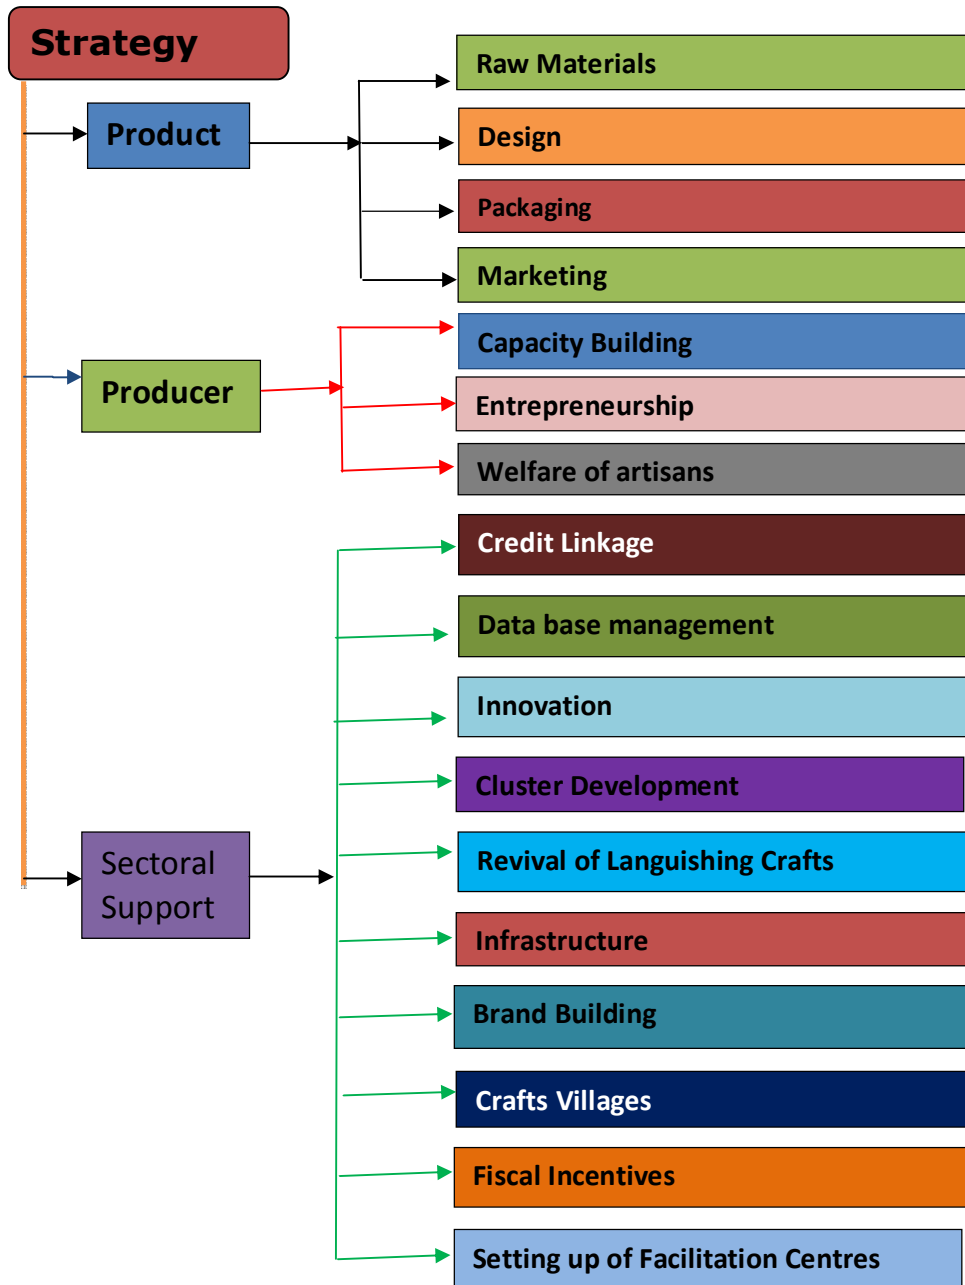 Strategy
Product
Raw Materials
Design
Packaging
Marketing
Producer
Capacity Building
Entrepreneurship
Welfare of artisans
Sectoral
Support
Credit Linkage
Data base management
Innovation
Cluster Development
Revival of Languishing Crafts
Infrastructure
Brand Building
Crafts Villages
Fiscal Incentives
Setting up of Facilitation Centres